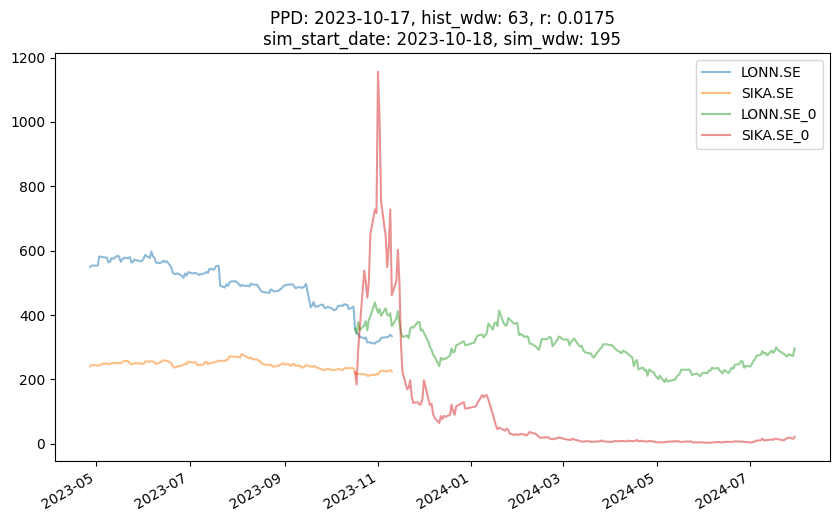 PPD: 2023-10-17, hist_wdw: 63, r: 0.0175
sim_start_date: 2023-10-18, sim_wdw: 195
1200
1000
800
600
400
200
0
LONN.SE
SIKA.SE
LONN.SE_0
SIKA.SE_0
2023-05
2023-07
2023-09
2023-11
2024-01
2024-03
2024-05
2024-07